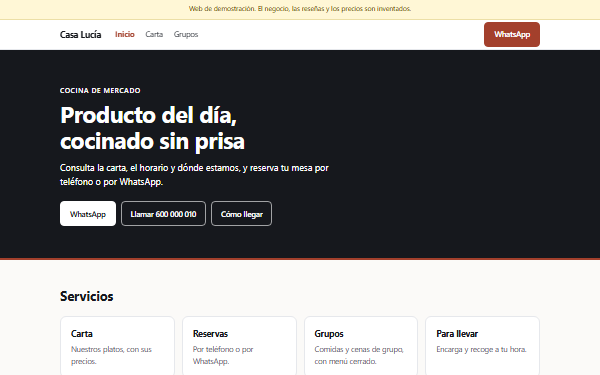 Web de demostración. El negocio, las reseñas y los precios son inventados.
Casa Lucía Inicio Carta Grupos WhatsApp
COCINA DE MERCADO
Producto del día,
cocinado sin prisa
Consulta la carta, el horario y dónde estamos, y reserva tu mesa por
teléfono o por WhatsApp.
WhatsApp Llamar 600 000 010 Cómo llegar
Servicios
Carta
Nuestros platos, con sus
precios.
Reservas
Por teléfono o por
WhatsApp.
Grupos
Comidas y cenas de grupo,
con menú cerrado.
Para llevar
Encarga y recoge a tu hora.